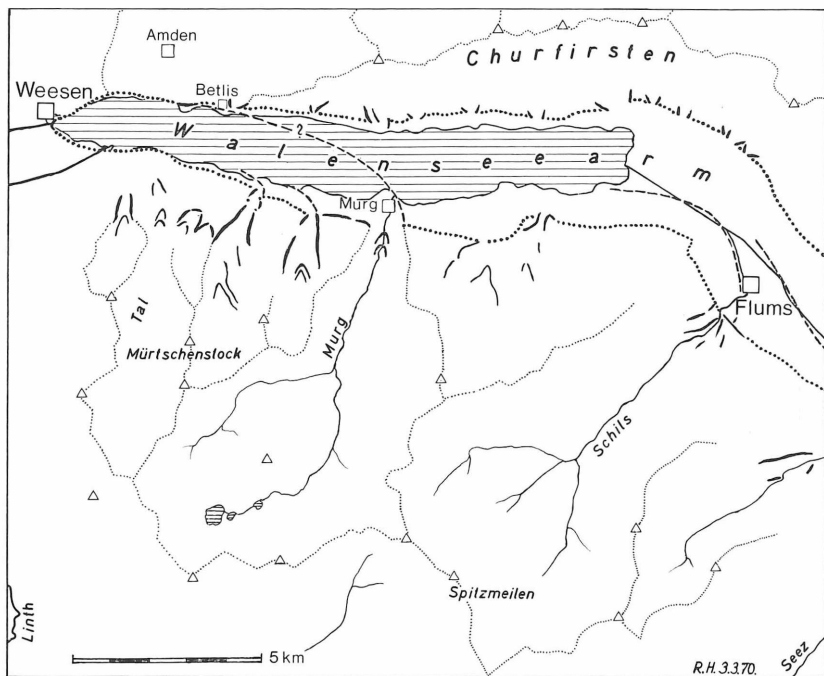 Amden
Churfirsten
Weesen
Betlis
?
Walenseearm
Murg
Flums
Tal
Murg
Mürtschenstock
Schils
Spitzmeilen
Linth
5 km
Seez
R.H.3.3.70.